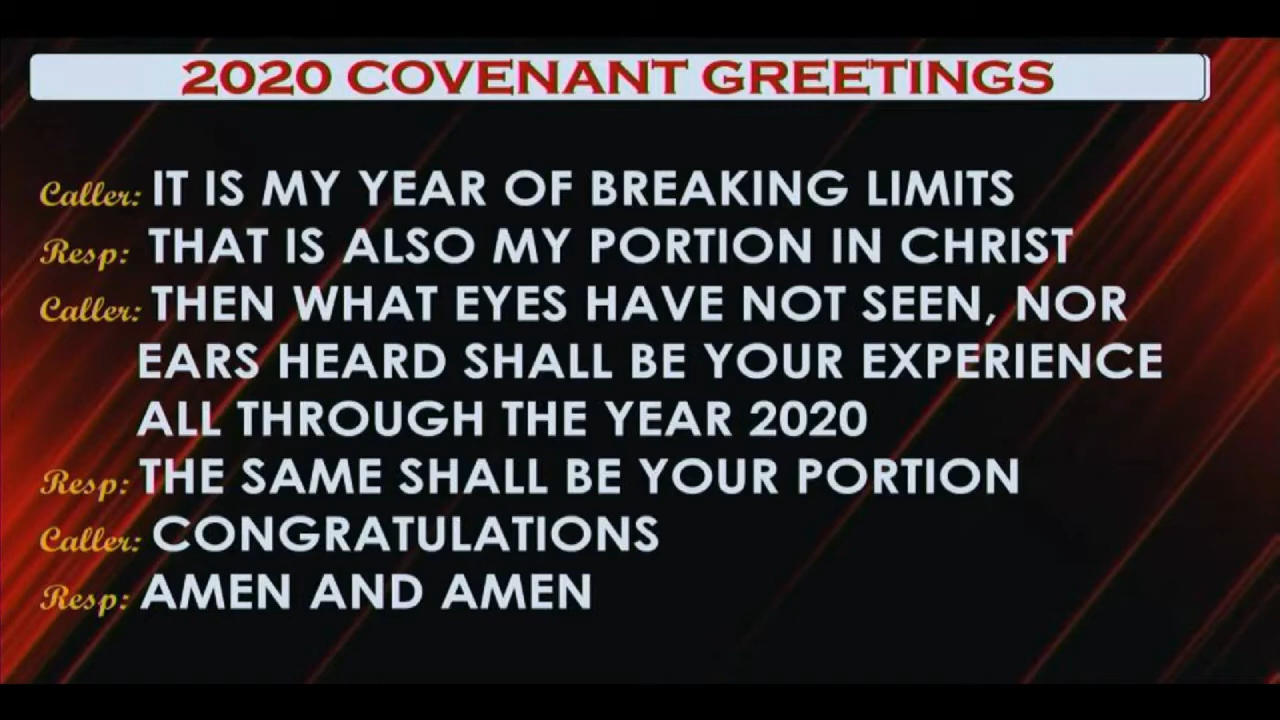 2020 COVENANT GREETINGS
Caller: IT IS MY YEAR OF BREAKING LIMITS
Resp: THAT IS ALSO MY PORTION IN CHRIST
Caller: THEN WHAT EYES HAVE NOT SEEN, NOR
EARS HEARD SHALL BE YOUR EXPERIENCE
ALL THROUGH THE YEAR 2020
Resp: THE SAME SHALL BE YOUR PORTION
Caller: CONGRATULATIONS
Resp: AMEN AND AMEN